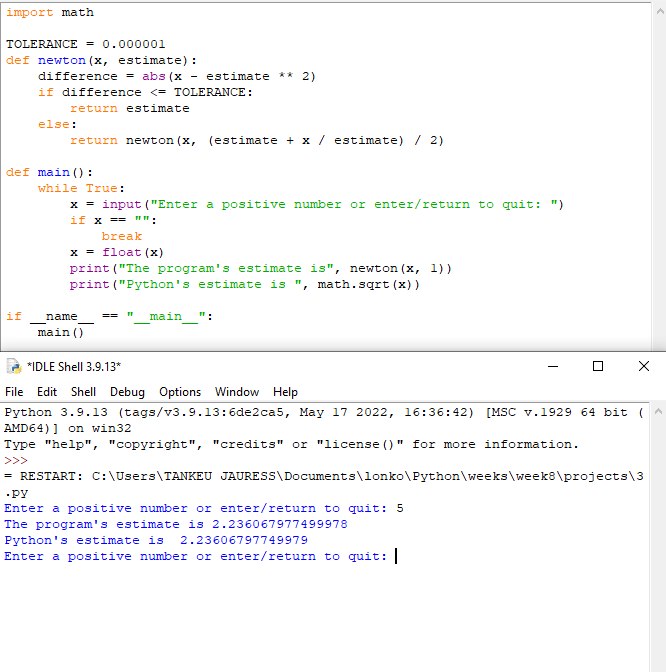 import math
TOLERANCE = 0.000001
def newton(x, estimate):
    difference = abs(x - estimate ** 2)
    if difference <= TOLERANCE:
        return estimate
    else:
        return newton(x, (estimate + x / estimate) / 2)
def main():
    while True:
        x = input("Enter a positive number or enter/return to quit: ")
        if x == "":
            break
        x = float(x)
        print("The program's estimate is", newton(x, 1))
        print("Python's estimate is ", math.sqrt(x))
if __name__ == "__main__":
    main()
*IDLE Shell 3.9.13*
File Edit Shell Debug Options Window Help
Python 3.9.13 (tags/v3.9.13:6de2ca5, May 17 2022, 16:36:42) [MSC v.1929 64 bit (
AMD64)] on win32
Type "help", "copyright", "credits" or "license()" for more information.
>>>
= RESTART: C:\Users\TANKEU JAURESS\Documents\lonko\Python\weeks\week8\projects\3
.py
Enter a positive number or enter/return to quit: 5
The program's estimate is 2.236067977499978
Python's estimate is  2.23606797749979
Enter a positive number or enter/return to quit: